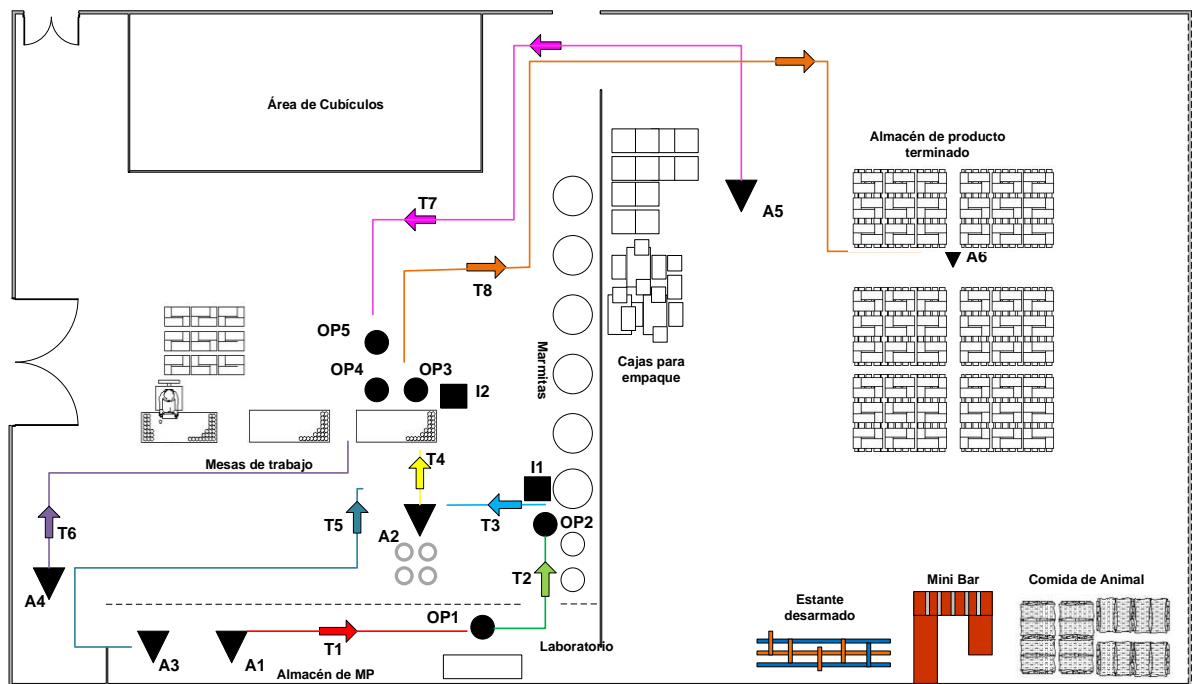 Área de Cubículos
Almacén de producto
terminado
A5
T7
A6
T8
OP5
Marmitas
OP4
OP3
I2
Cajas para
empaque
Mesas de trabajo
T4
I1
T6
T5
A2
T3
OP2
T2
A4
Mini Bar
Comida de Animal
OP1
Estante
desarmado
A3
A1
T1
Laboratorio
Almacén de MP